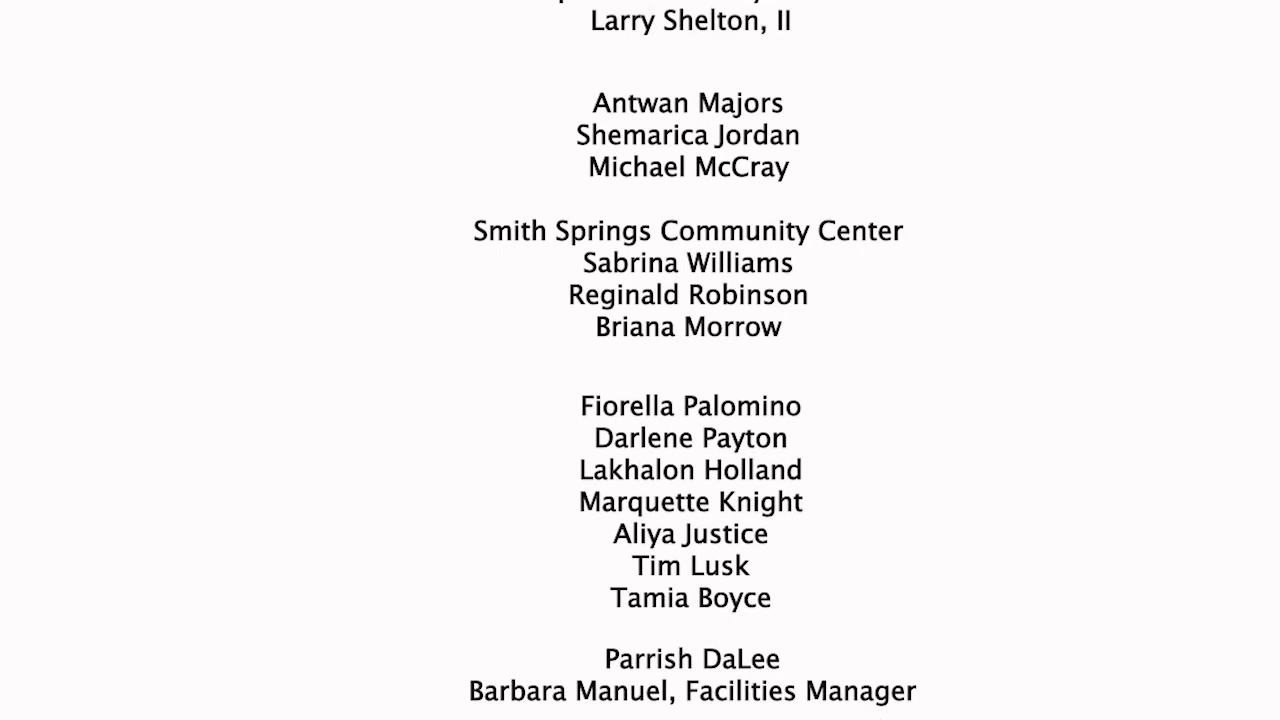 Larry Shelton, II
Antwan Majors
Shemarica Jordan
Michael McCray
Smith Springs Community Center
Sabrina Williams
Reginald Robinson
Briana Morrow
Fiorella Palomino
Darlene Payton
Lakhalon Holland
Marquette Knight
Aliya Justice
Tim Lusk
Tamia Boyce
Parrish DaLee
Barbara Manuel, Facilities Manager